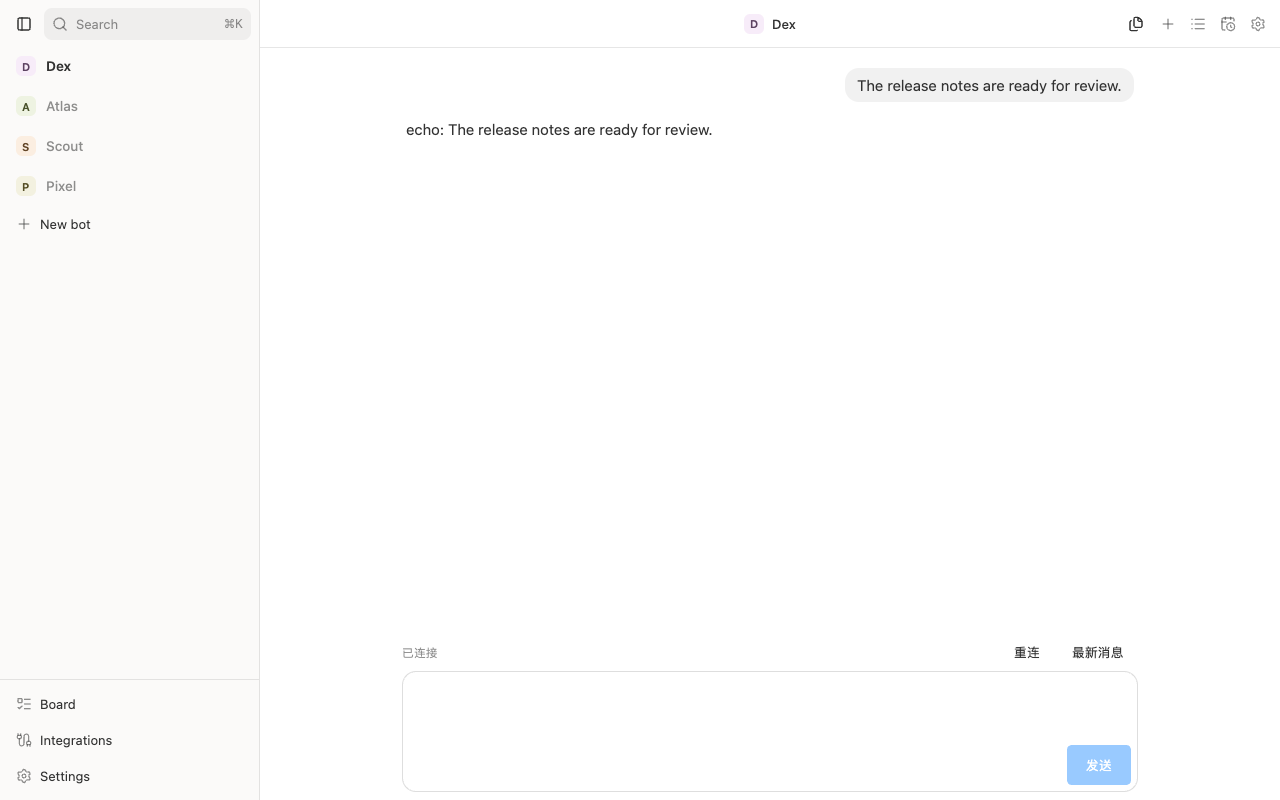 Search
⌘K
D
Dex
D
Dex
A
Atlas
S
Scout
P
Pixel
New bot
The release notes are ready for review.
echo: The release notes are ready for review.
已连接
重连
最新消息
发送
Board
Integrations
Settings